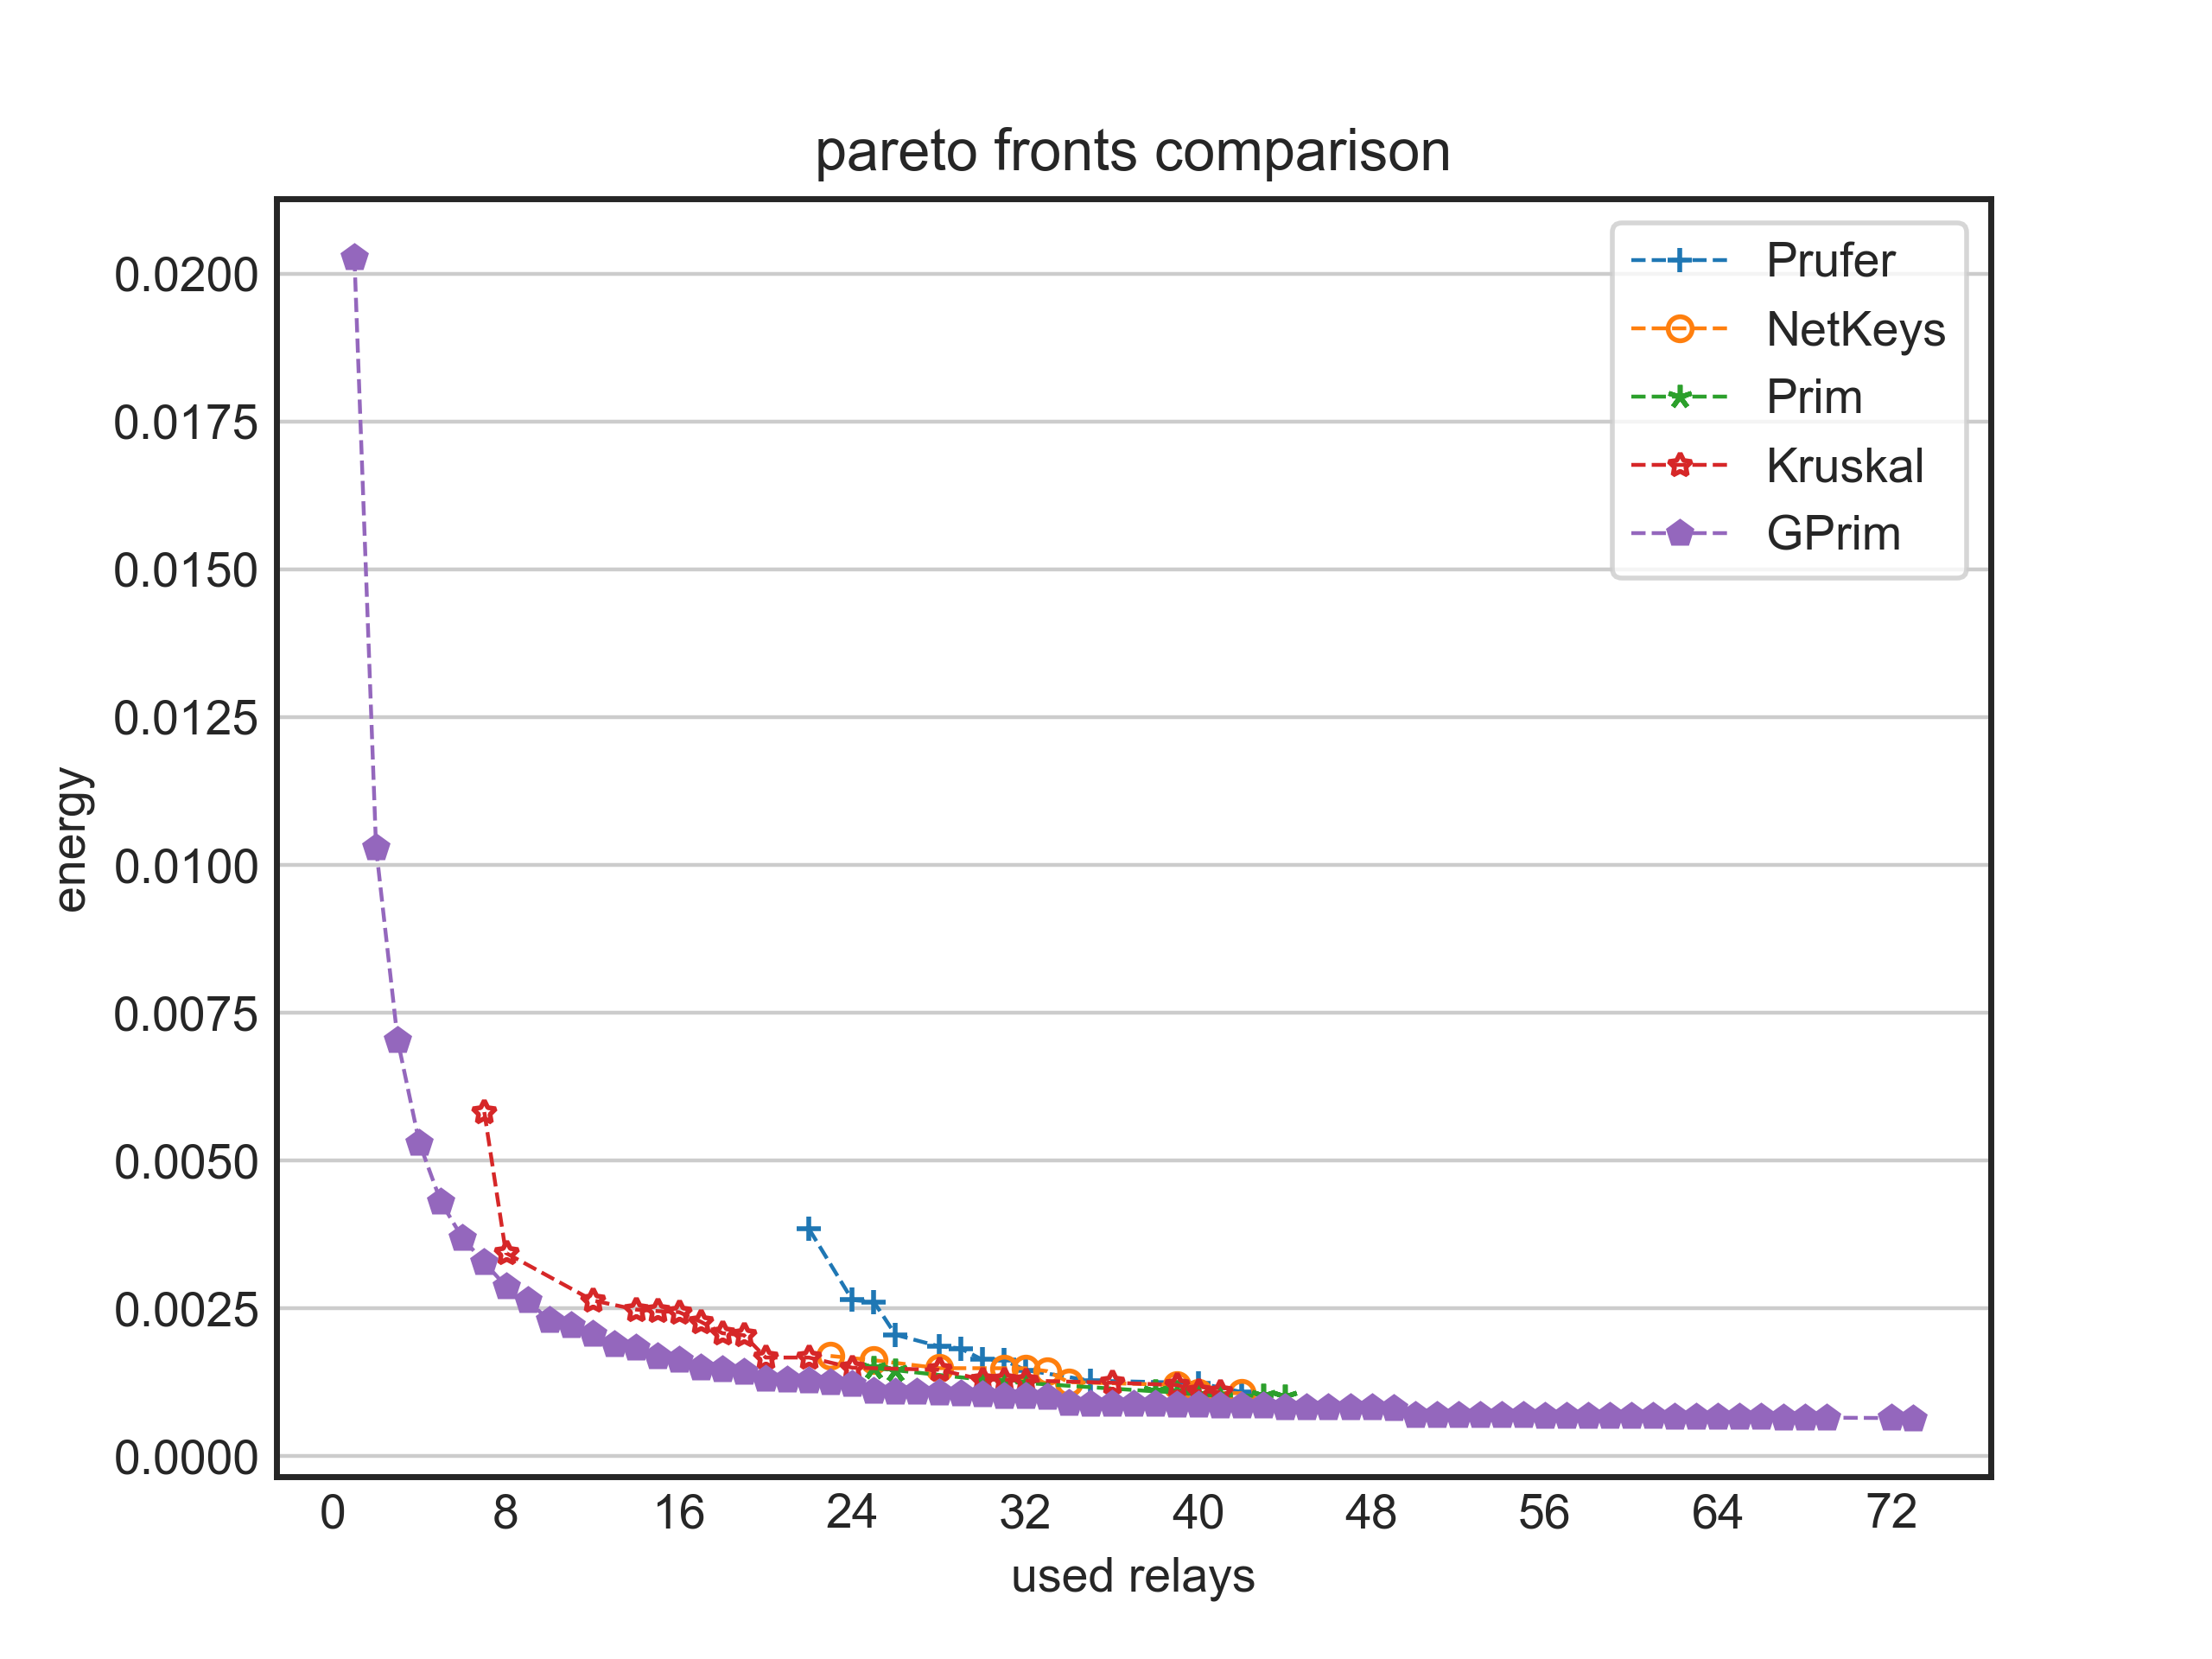 pareto fronts comparison
Prufer
NetKeys
Prim
Kruskal
GPrim
0.0200
0.0175
0.0150
0.0125
0.0100
0.0075
0.0050
0.0025
0.0000
energy
0 8 16 24 32 40 48 56 64 72
used relays